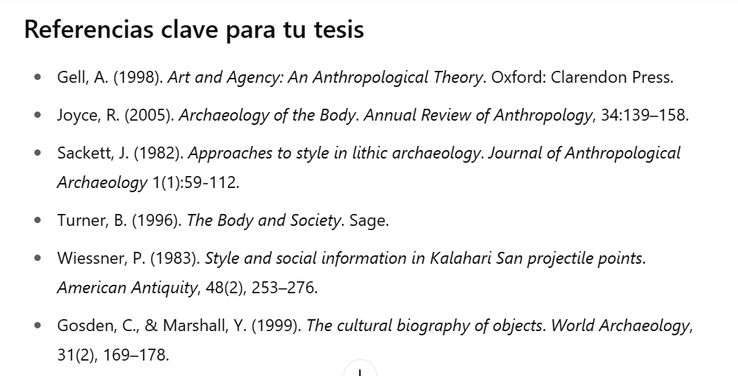 Referencias clave para tu tesis
Gell, A. (1998). Art and Agency: An Anthropological Theory. Oxford: Clarendon Press.
Joyce, R. (2005). Archaeology of the Body. Annual Review of Anthropology, 34:139–158.
Sackett, J. (1982). Approaches to style in lithic archaeology. Journal of Anthropological
Archaeology 1(1):59-112.
Turner, B. (1996). The Body and Society. Sage.
Wiessner, P. (1983). Style and social information in Kalahari San projectile points.
American Antiquity, 48(2), 253–276.
Gosden, C., & Marshall, Y. (1999). The cultural biography of objects. World Archaeology,
31(2), 169–178.